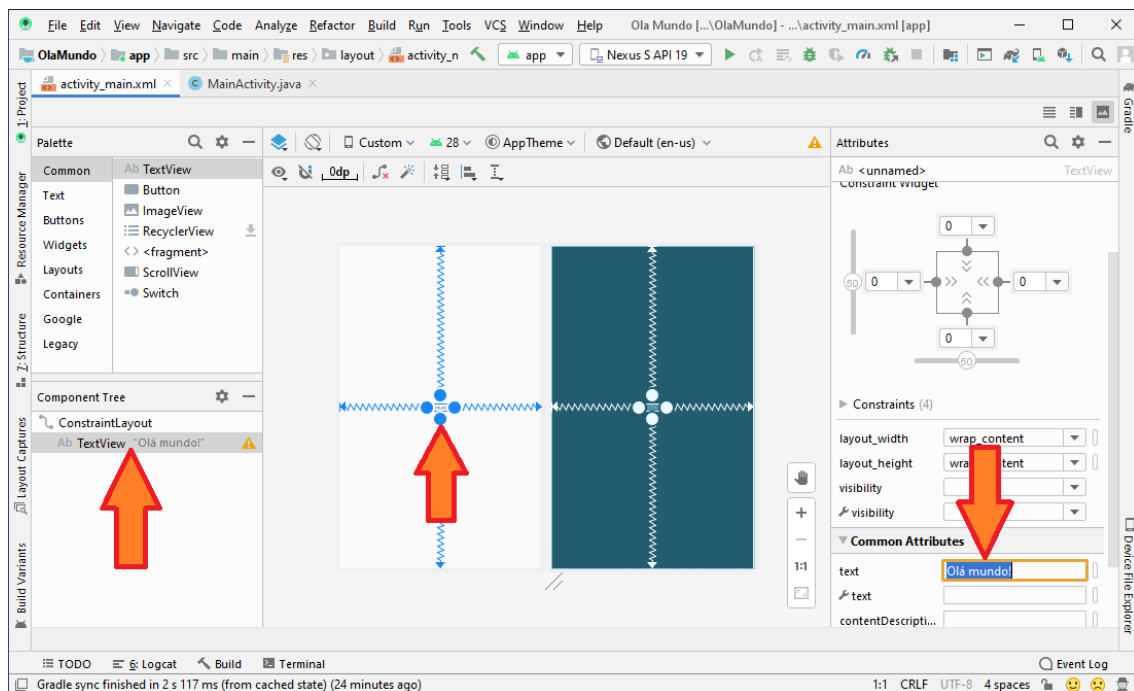 File Edit View Navigate Code Analyze Refactor Build Run Tools VCS Window Help Ola Mundo [...\OlaMundo] - ...\activity_main.xml [app]
OlaMundo app src main res layout activity_n app Nexus S API 19
activity_main.xml MainActivity.java
1: Project
Resource Manager
Z: Structure
Layout Captures
Build Variants
Palette
Common
Text
Buttons
Widgets
Layouts
Containers
Google
Legacy
Ab TextView
Button
ImageView
RecyclerView
<fragment>
ScrollView
Switch
Component Tree
ConstraintLayout
Ab TextView "Olá mundo!"
Custom 28 AppTheme Default (en-us)
0dp
1:1
Attributes
Ab <unnamed> TextView
Constraint Widget
0
50 0 0
0
50
Constraints (4)
layout_width wrap_content
layout_height
visibility
visibility
Common Attributes
text Olá mundo!
text
contentDescripti...
Gradle
Device File Explorer
TODO 6: Logcat Build Terminal Event Log
Gradle sync finished in 2 s 117 ms (from cached state) (24 minutes ago) 1:1 CRLF UTF-8 4 spaces